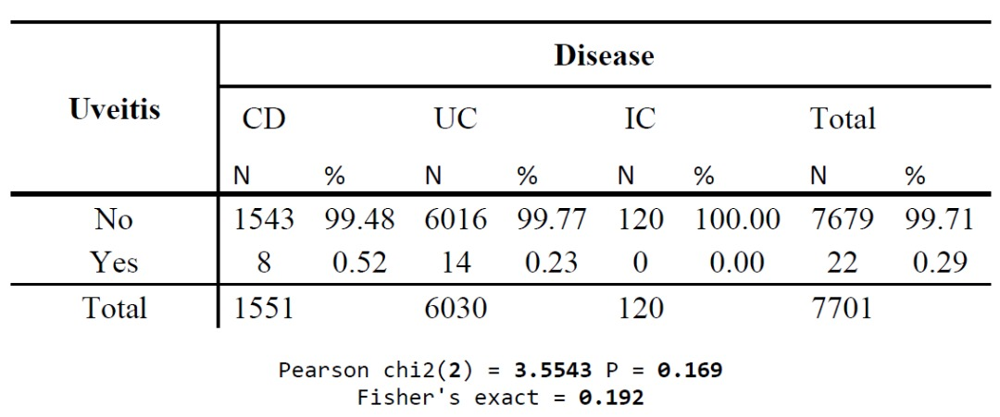 Disease
Uveitis
CD UC IC Total
N % N % N % N %
No 1543 99.48 6016 99.77 120 100.00 7679 99.71
Yes 8 0.52 14 0.23 0 0.00 22 0.29
Total 1551 6030 120 7701
Pearson chi2(2) = 3.5543 P = 0.169
Fisher's exact = 0.192